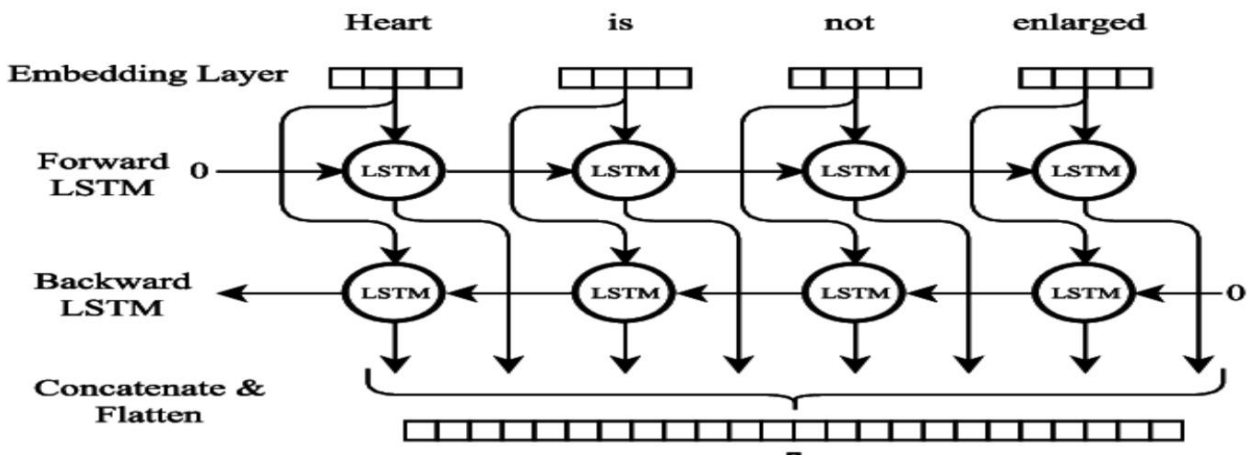 Heart is not enlarged
Embedding Layer
Forward
LSTM
0
LSTM LSTM LSTM LSTM
Backward
LSTM
LSTM LSTM LSTM LSTM
0
Concatenate &
Flatten